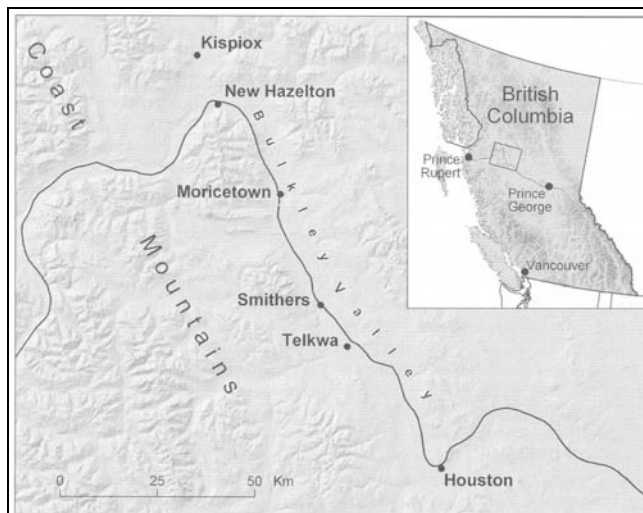 Coast
Mountains
Kispiox
New Hazelton
Bulkley Valley
Moricetown
Smithers
Telkwa
Houston
0 25 50 Km
British
Columbia
Prince
Rupert
Prince
George
Vancouver